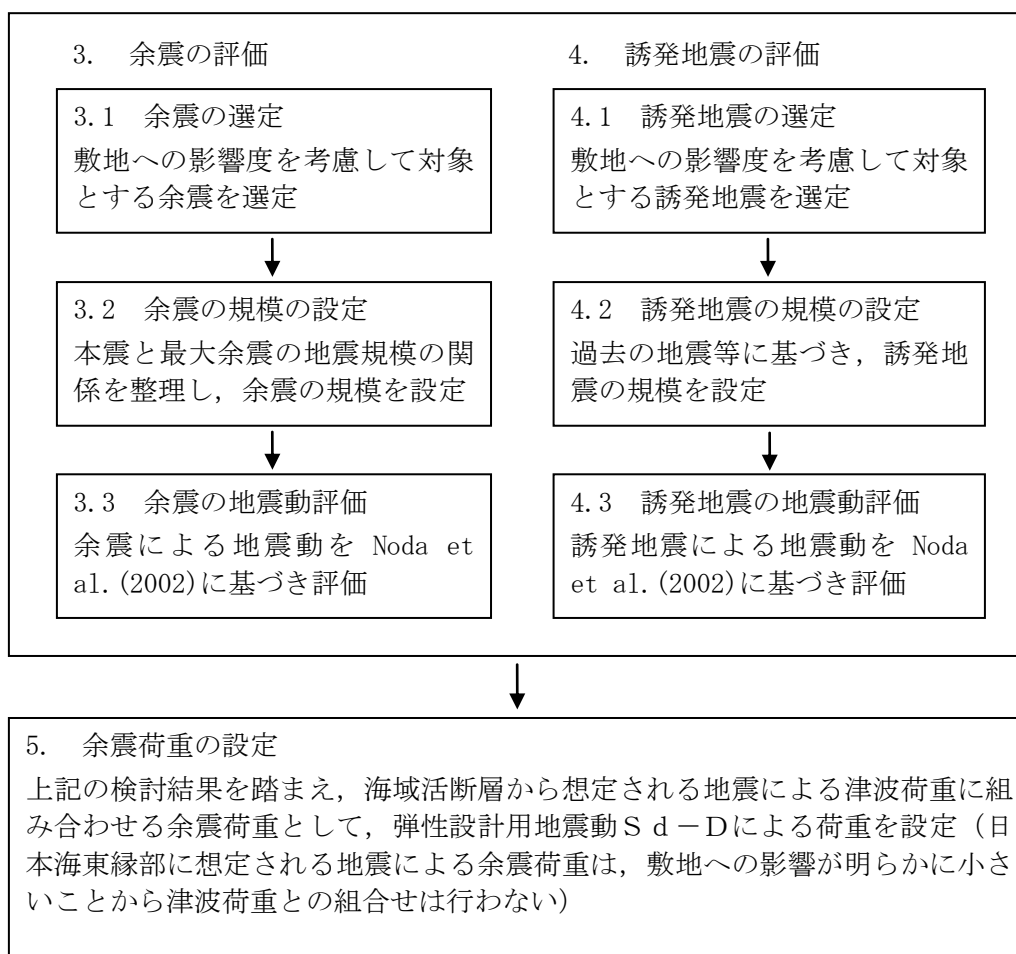 3. 余震の評価
3.1 余震の選定
敷地への影響度を考慮して対象
とする余震を選定
3.2 余震の規模の設定
本震と最大余震の地震規模の関
係を整理し，余震の規模を設定
3.3 余震の地震動評価
余震による地震動を Noda et
al.(2002)に基づき評価
4. 誘発地震の評価
4.1 誘発地震の選定
敷地への影響度を考慮して対象
とする誘発地震を選定
4.2 誘発地震の規模の設定
過去の地震等に基づき，誘発地
震の規模を設定
4.3 誘発地震の地震動評価
誘発地震による地震動を Noda
et al.(2002)に基づき評価
5. 余震荷重の設定
上記の検討結果を踏まえ，海域活断層から想定される地震による津波荷重に組
み合わせる余震荷重として，弾性設計用地震動Ｓｄ－Ｄによる荷重を設定（日
本海東縁部に想定される地震による余震荷重は，敷地への影響が明らかに小さ
いことから津波荷重との組合せは行わない）